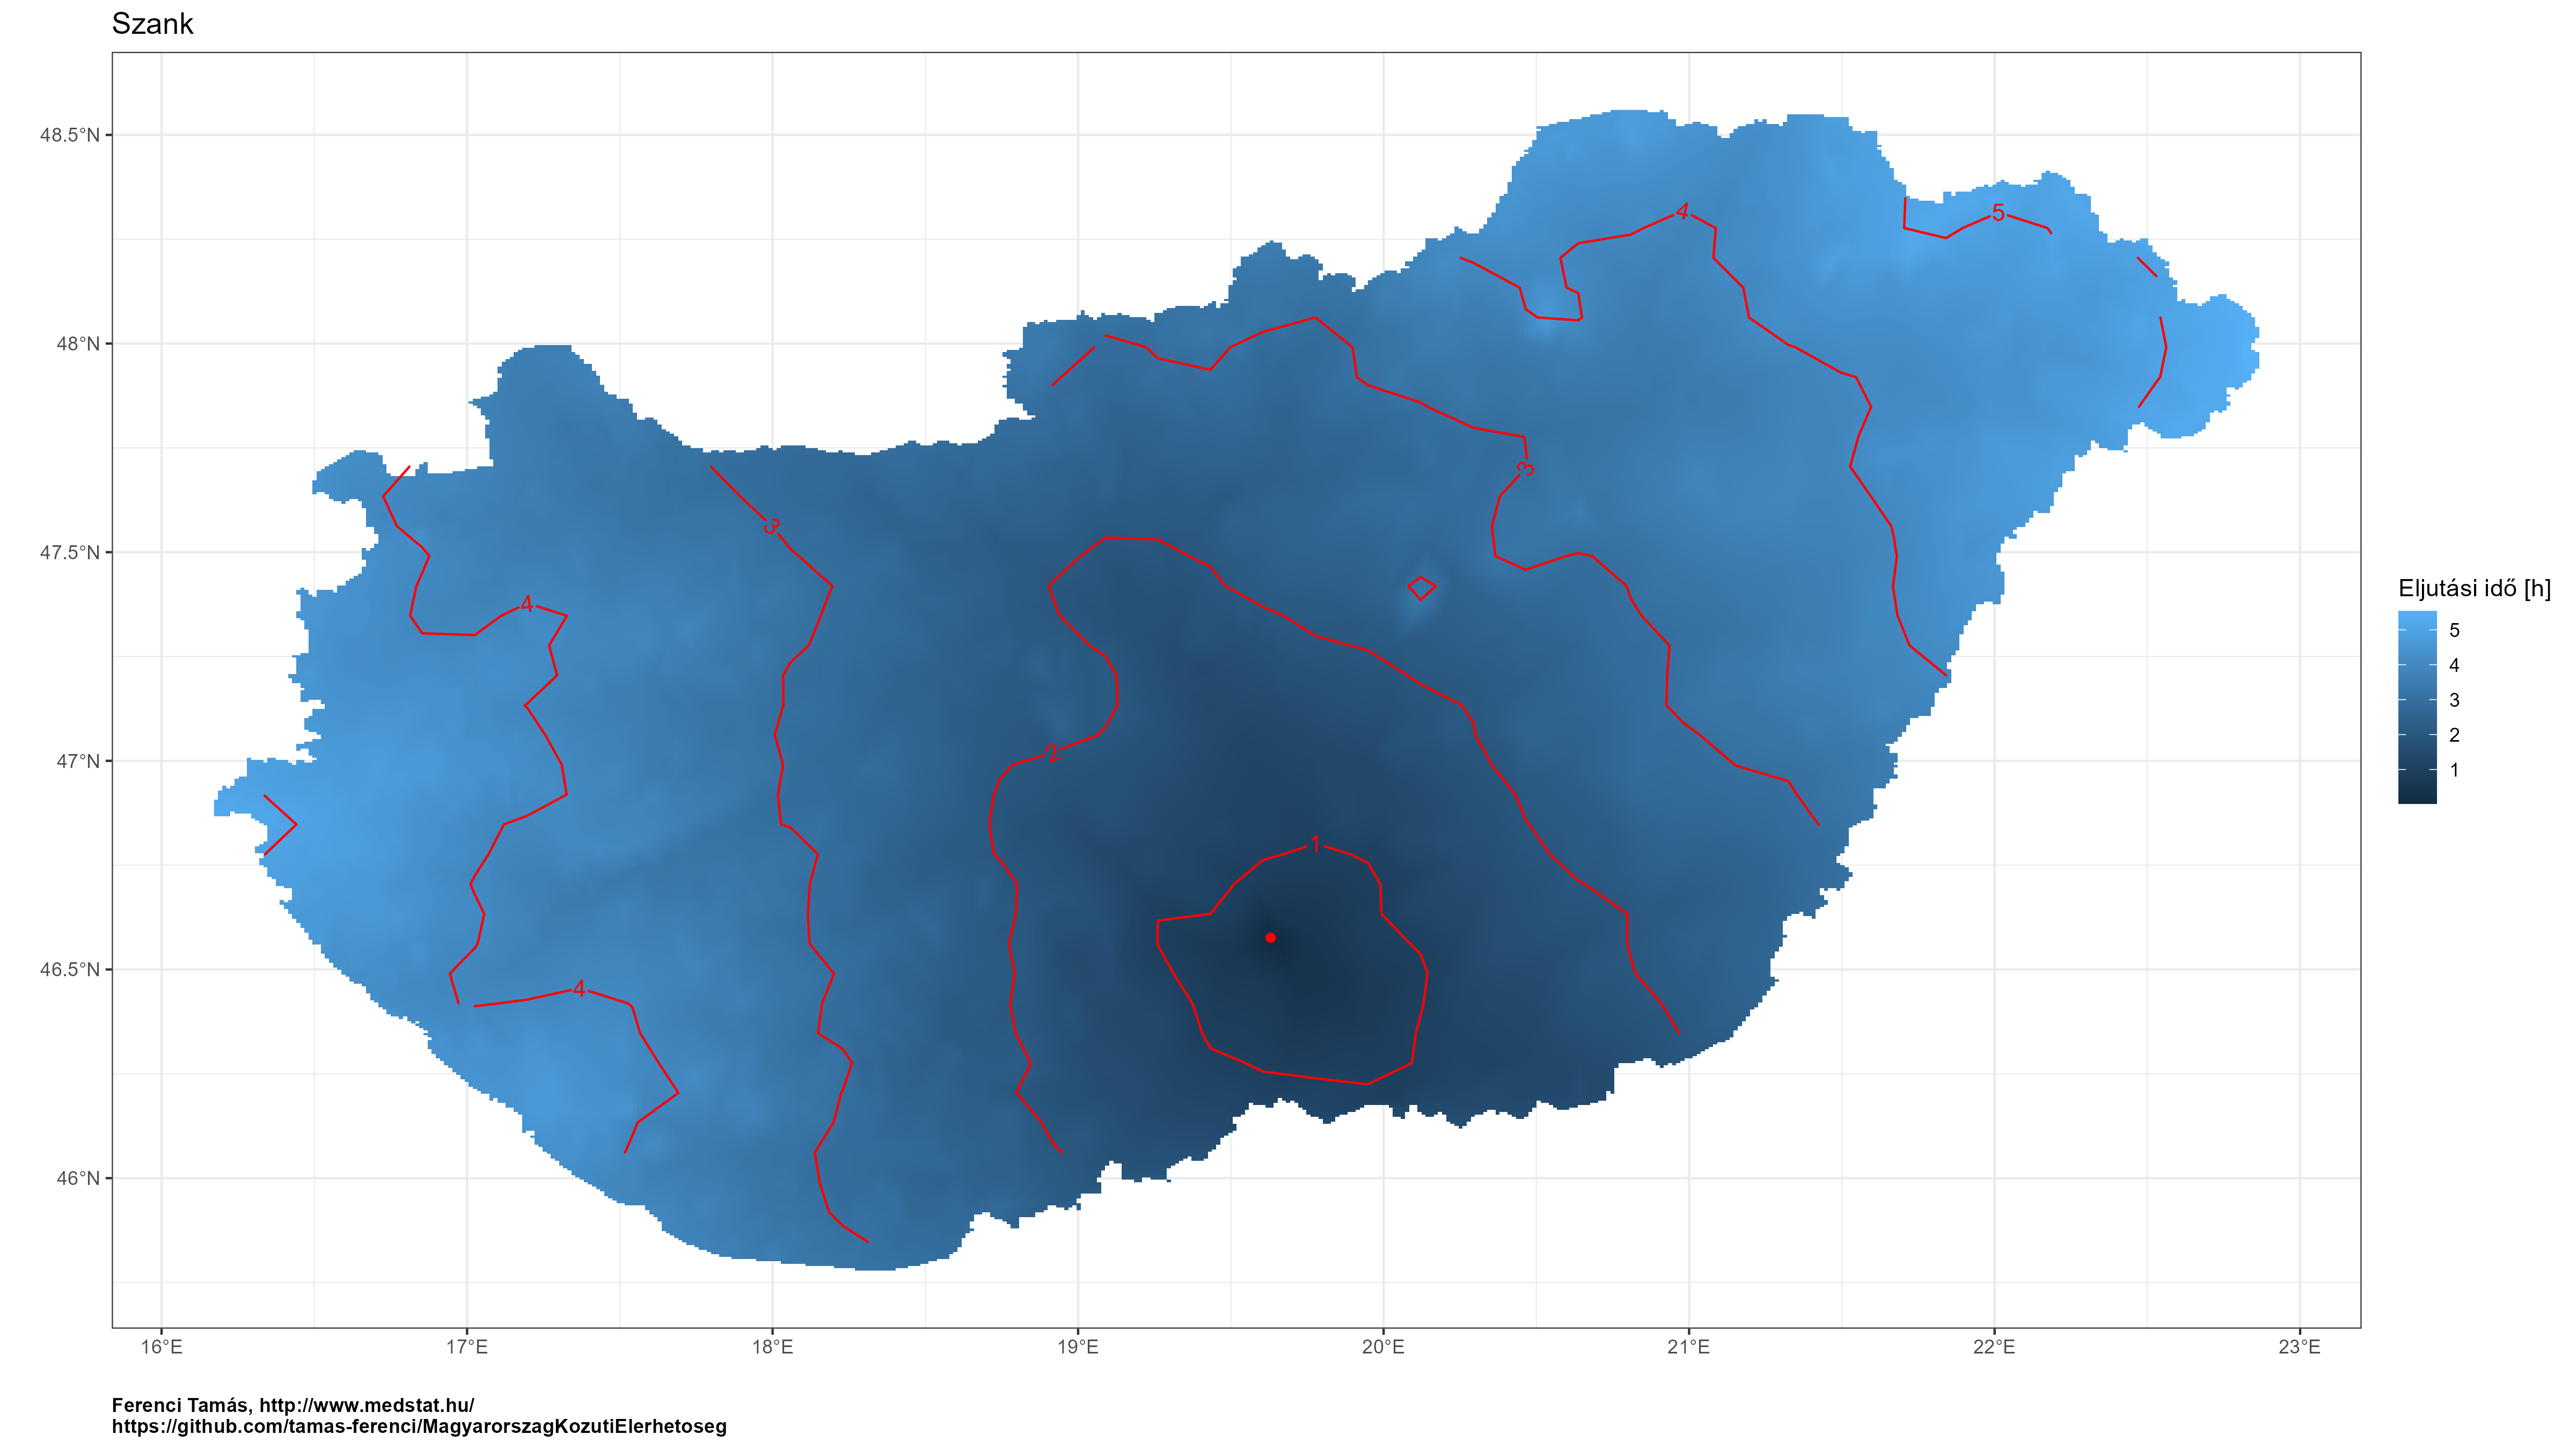 Szank
48.5°N
48°N
47.5°N
47°N
46.5°N
46°N
16°E
17°E
18°E
19°E
20°E
21°E
22°E
23°E
4
5
3
3
4
2
1
4
Eljutási idő [h]
5
4
3
2
1
Ferenci Tamás, http://www.medstat.hu/
https://github.com/tamas-ferenci/MagyarorszagKozutiElerhetoseg